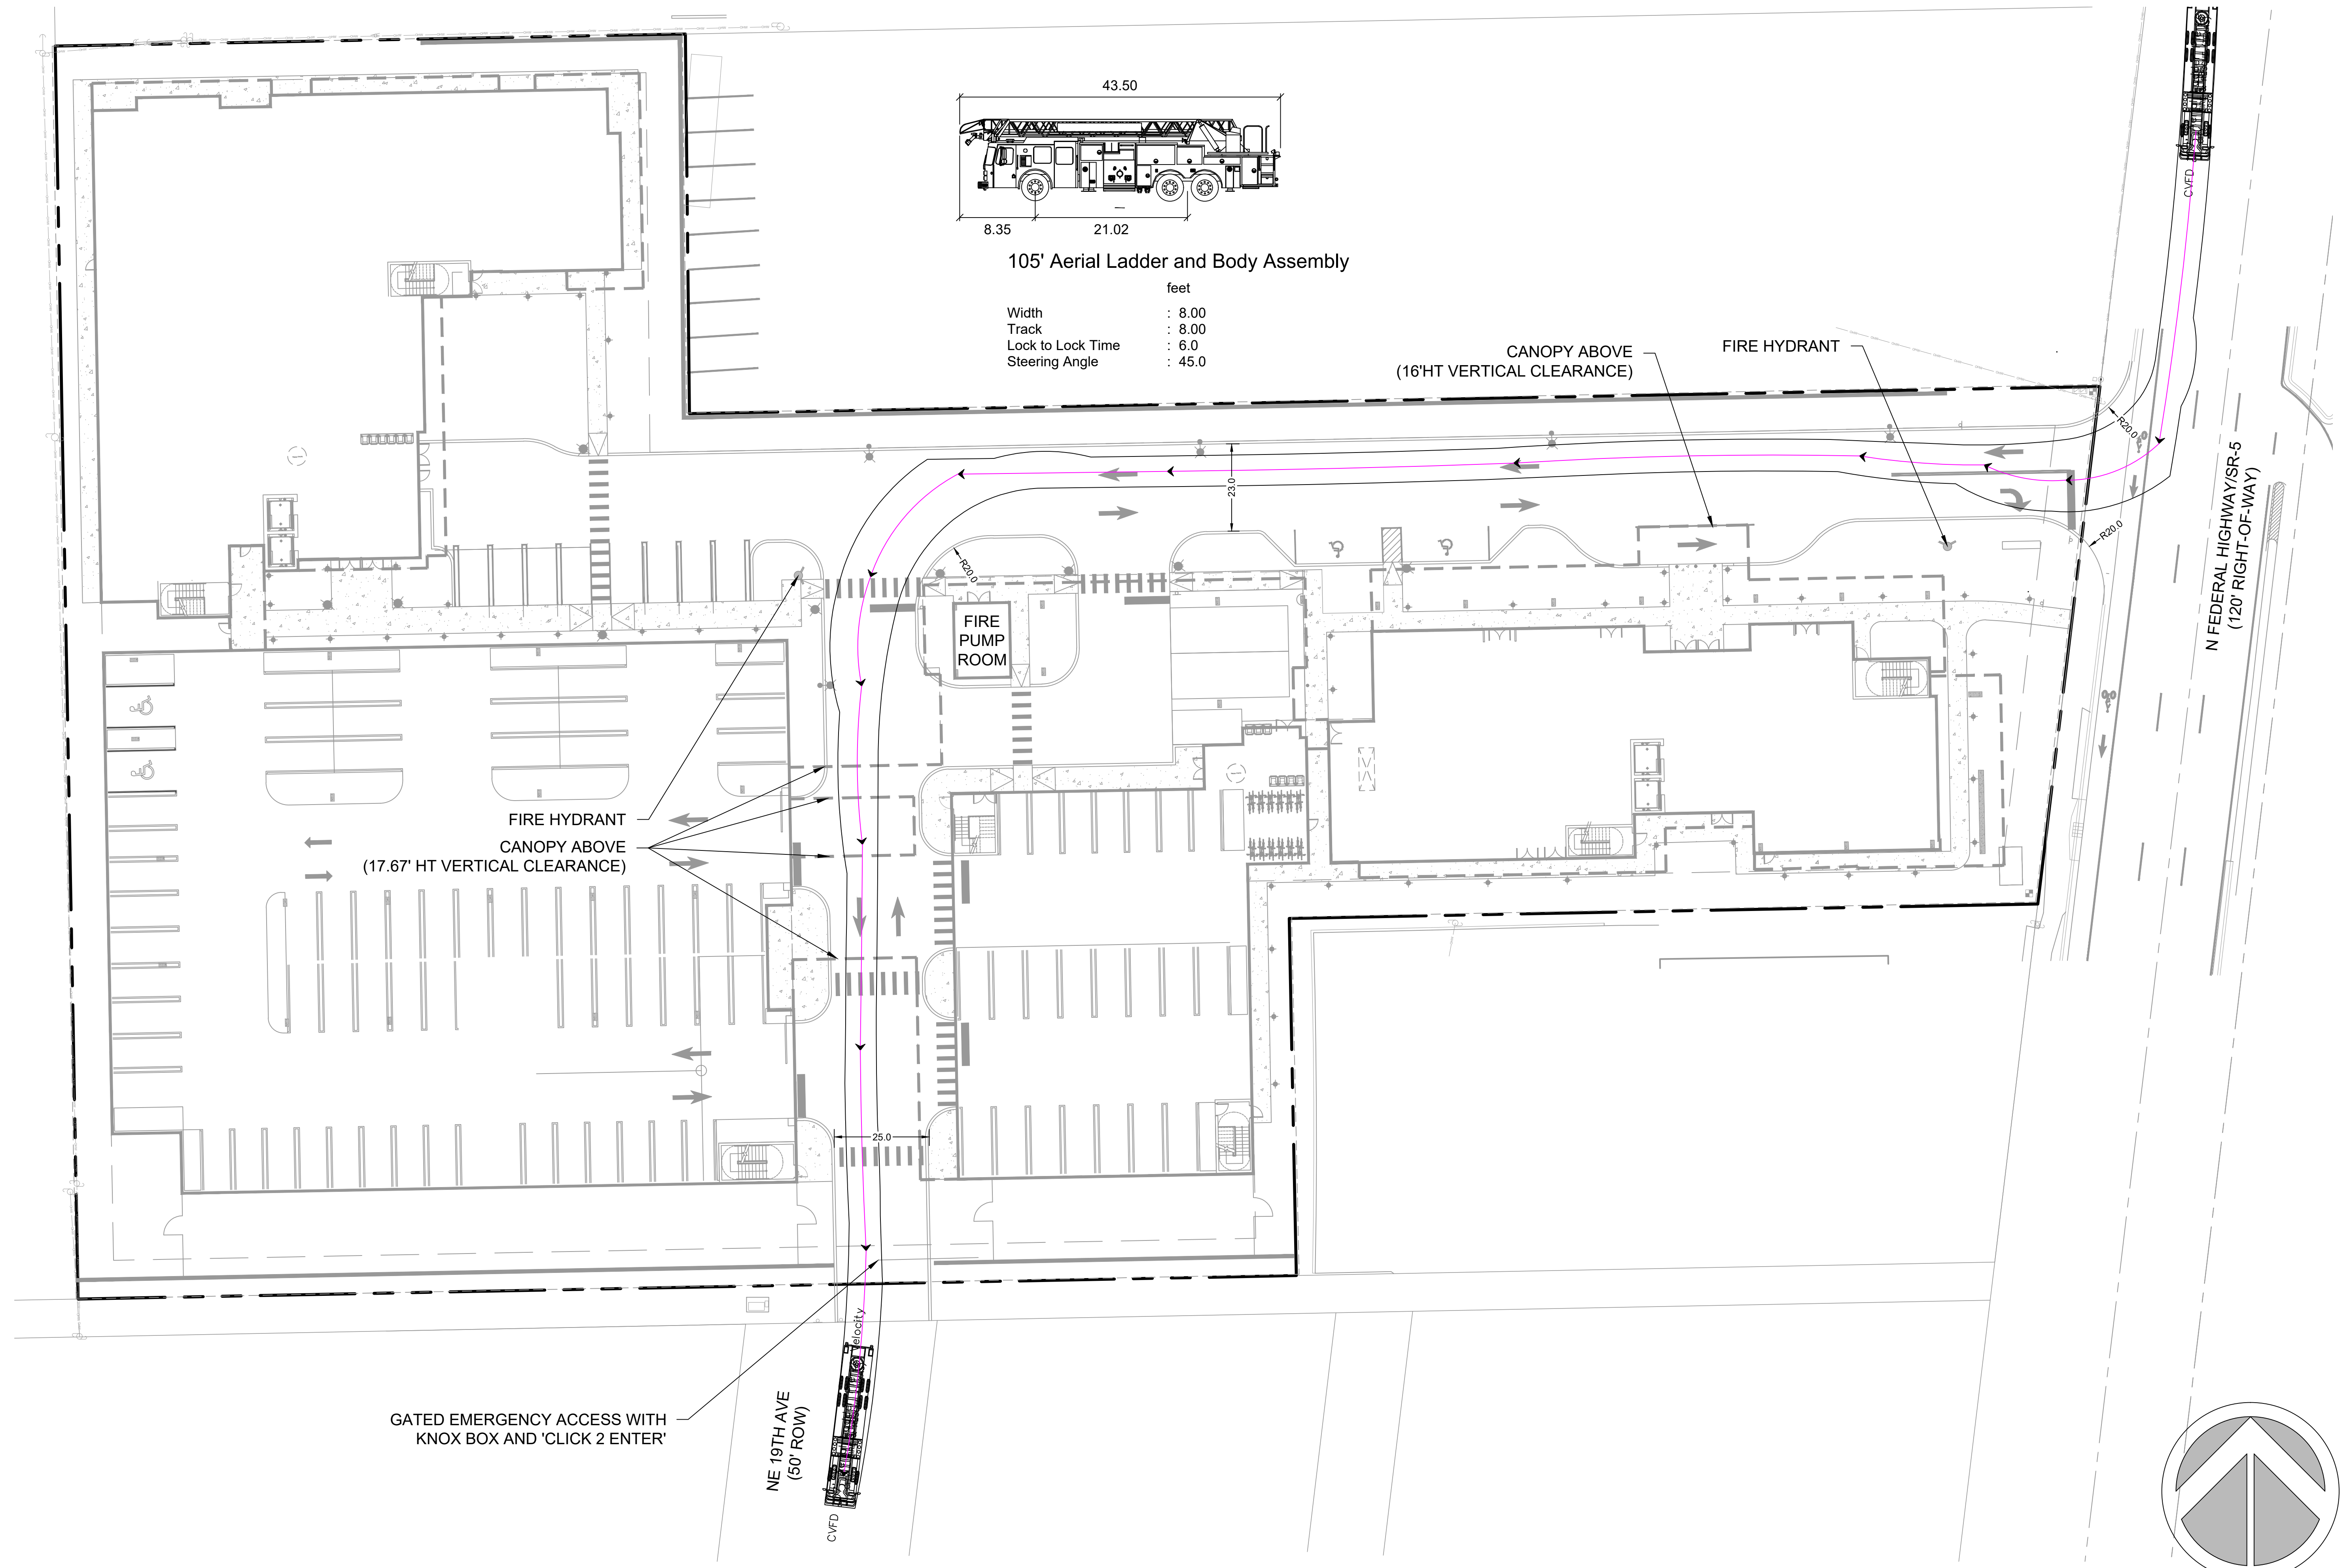 43.50
8.35
21.02
105' Aerial Ladder and Body Assembly
feet
Width : 8.00
Track : 8.00
Lock to Lock Time : 6.0
Steering Angle : 45.0
CVFD
CANOPY ABOVE
(16'HT VERTICAL CLEARANCE)
FIRE HYDRANT
R20.0
23.0
R20.0
R20.0
N FEDERAL HIGHWAY/SR-5
(120' RIGHT-OF-WAY)
FIRE
PUMP
ROOM
FIRE HYDRANT
CANOPY ABOVE
(17.67' HT VERTICAL CLEARANCE)
25.0
Velocity
GATED EMERGENCY ACCESS WITH
KNOX BOX AND 'CLICK 2 ENTER'
NE 19TH AVE
(50' ROW)
CVFD